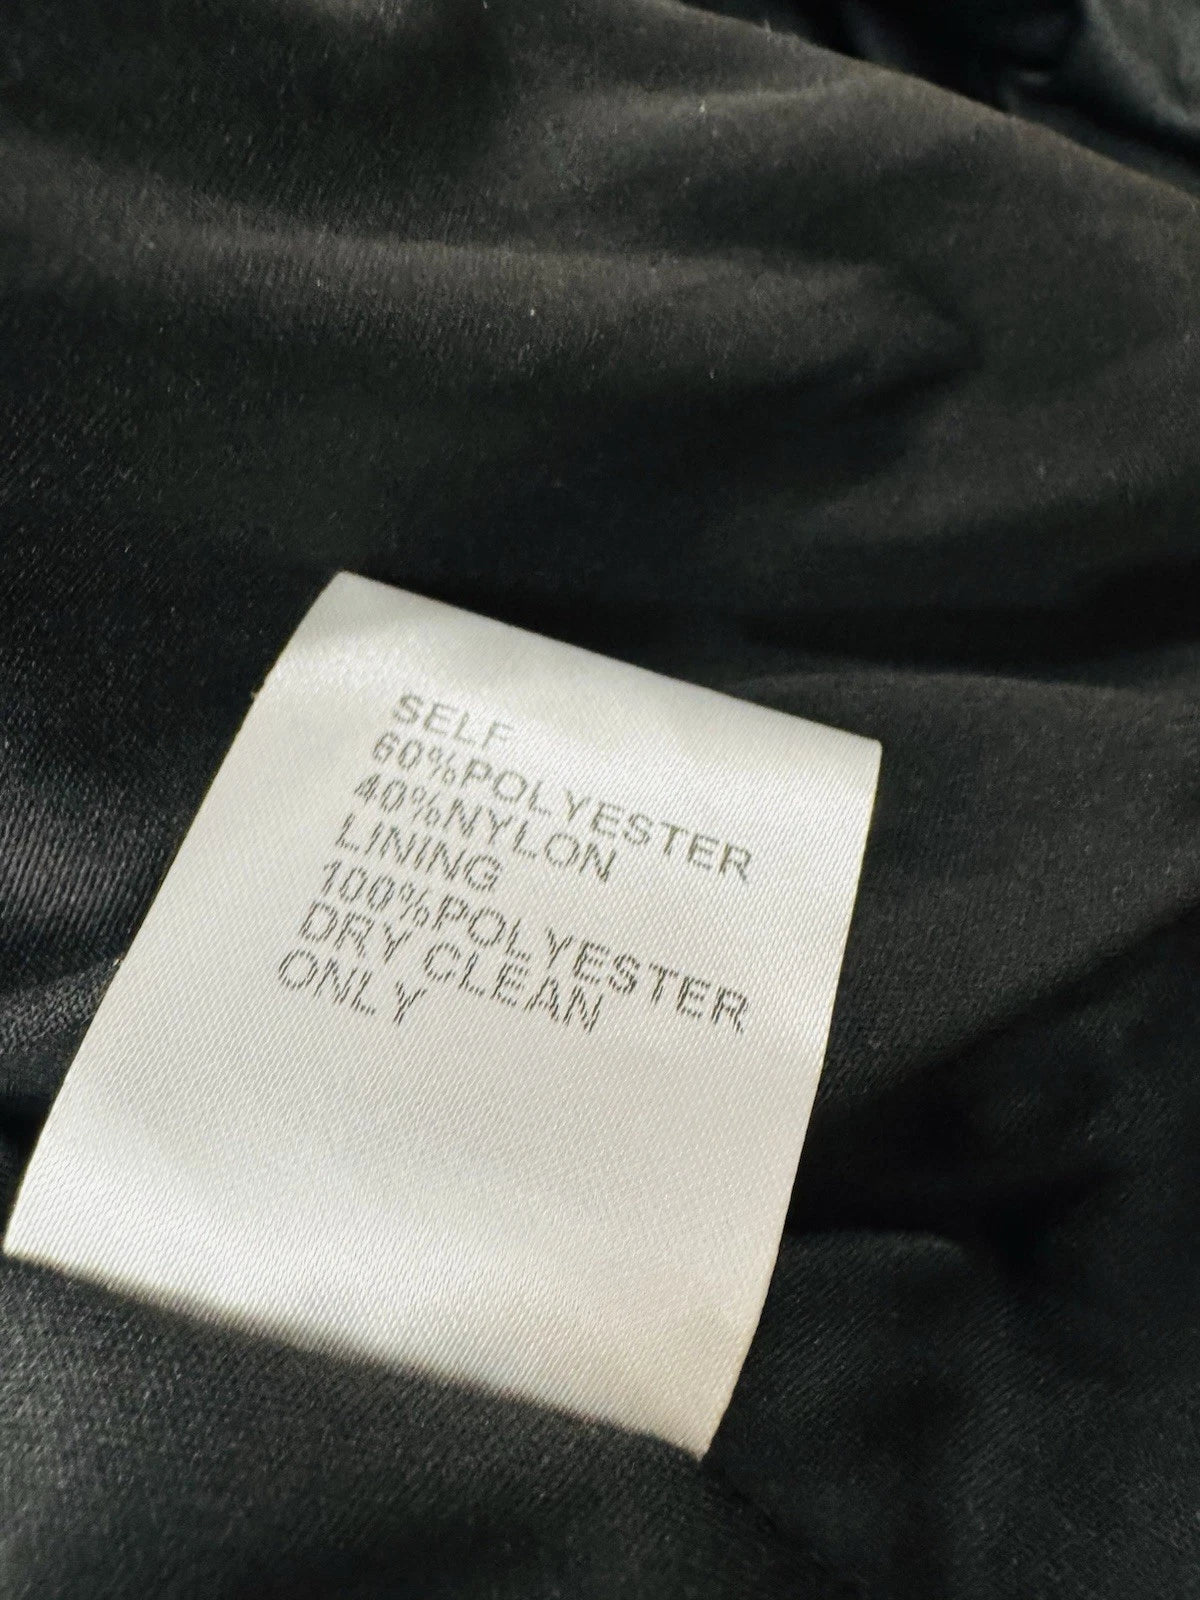 SELF
60%POLYESTER
40%NYLON
LINING
100%POLYESTER
DRY CLEAN
ONLY